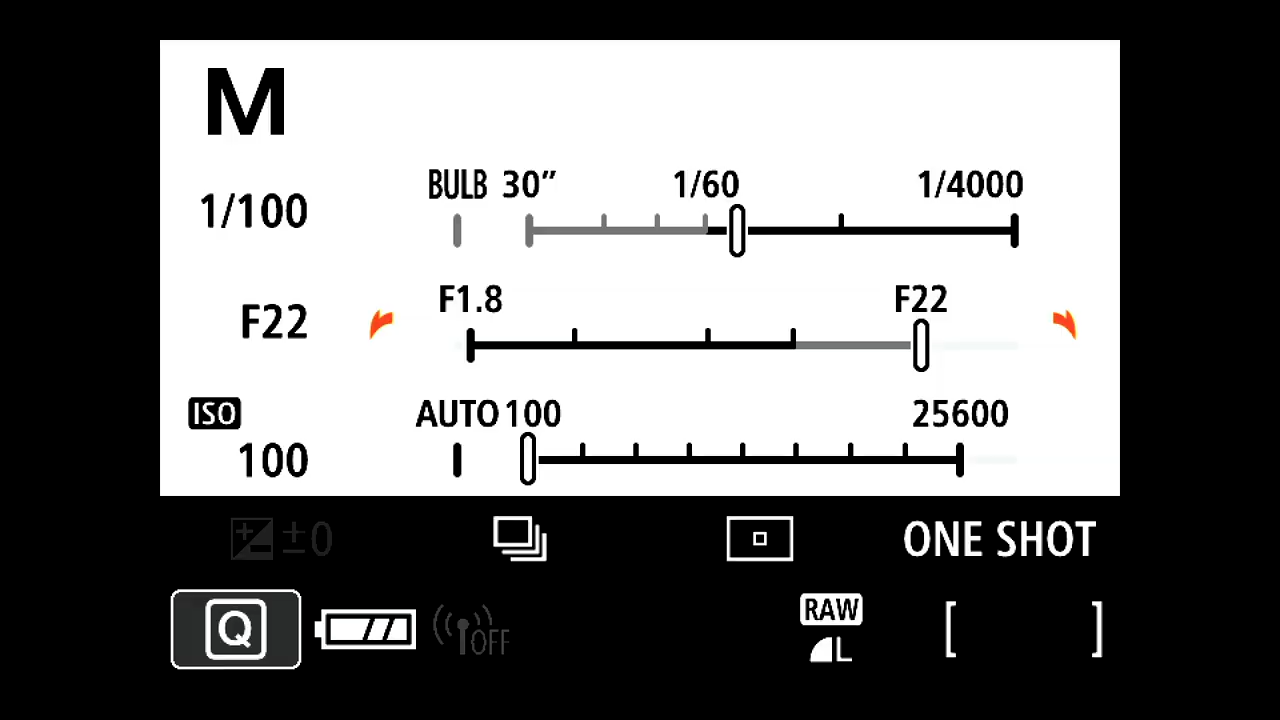 M
BULB 30” 1/60 1/4000
1/100
F1.8 F22
F22
ISO AUTO 100 25600
100
±0 ONE SHOT
Q OFF RAW [ ]
L